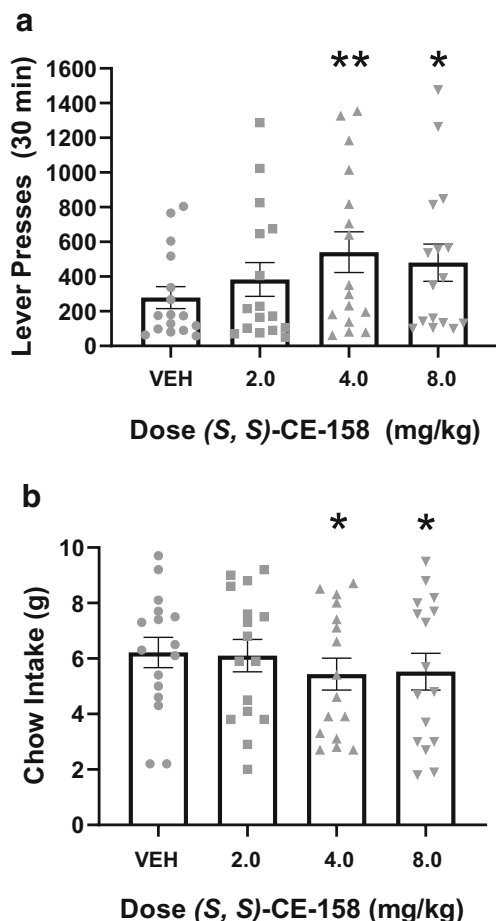 a
** *
Lever Presses (30 min)
1600
1400
1200
1000
800
600
400
200
0
VEH 2.0 4.0 8.0
Dose (S, S)-CE-158 (mg/kg)
b
* *
Chow Intake (g)
10
8
6
4
2
0
VEH 2.0 4.0 8.0
Dose (S, S)-CE-158 (mg/kg)